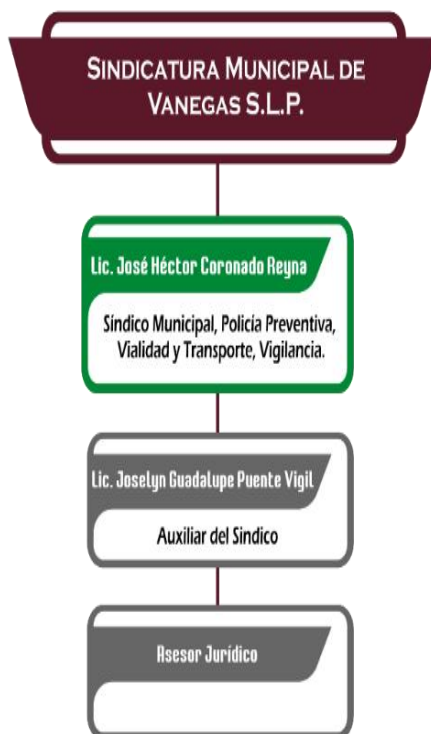 SINDICATURA MUNICIPAL DE
VANEGAS S.L.P.
Lic. José Héctor Coronado Reyna
Síndico Municipal, Policía Preventiva,
Vialidad y Transporte, Vigilancia.
Lic. Joselyn Guadalupe Puente Vigil
Auxiliar del Sindico
Asesor Jurídico